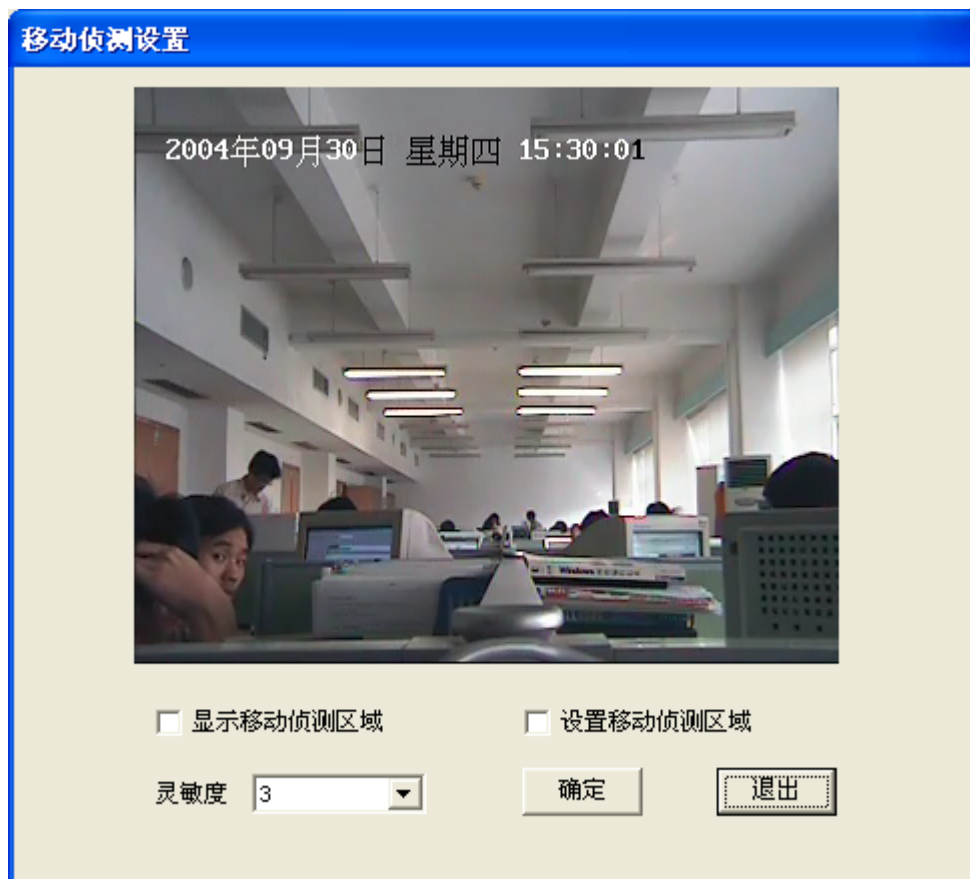 移动侦测设置
2004年09月30日 星期四 15:30:01
Windows
显示移动侦测区域 设置移动侦测区域
灵敏度 3 确定 退出